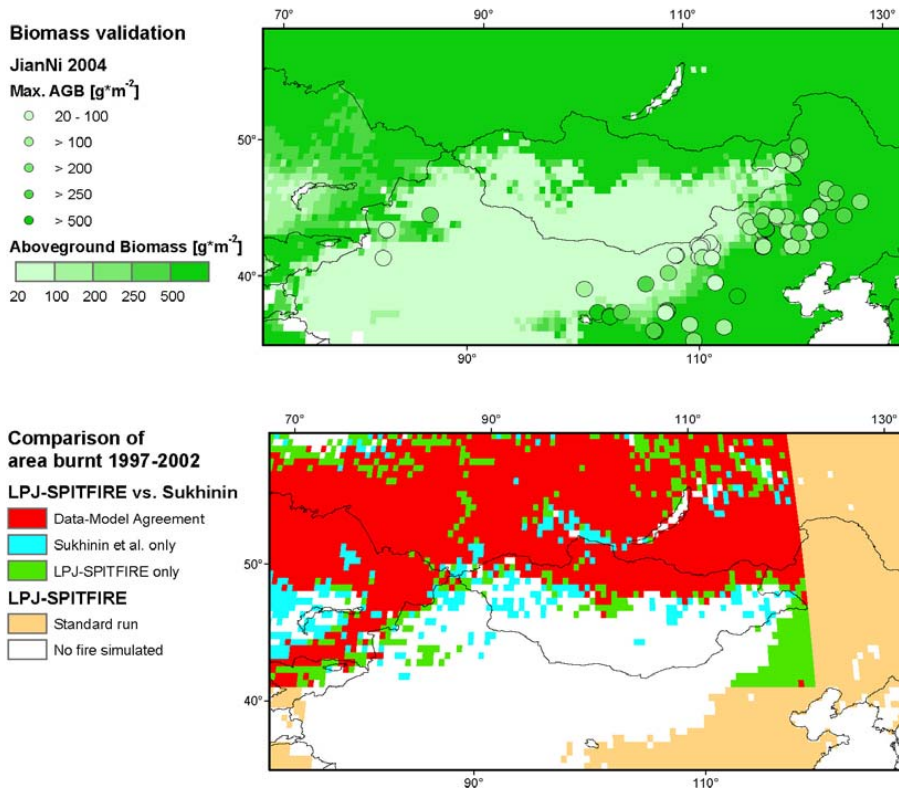 70° 90° 110° 130°
Biomass validation
JianNi 2004
Max. AGB [g*m-2]
20 - 100
> 100
> 200
> 250
> 500
Aboveground Biomass [g*m-2]
20 100 200 250 500
50°
40°
90° 110°
70° 90° 110° 130°
Comparison of
area burnt 1997-2002
LPJ-SPITFIRE vs. Sukhinin
Data-Model Agreement
Sukhinin et al. only
LPJ-SPITFIRE only
LPJ-SPITFIRE
Standard run
No fire simulated
50°
40°
90° 110°